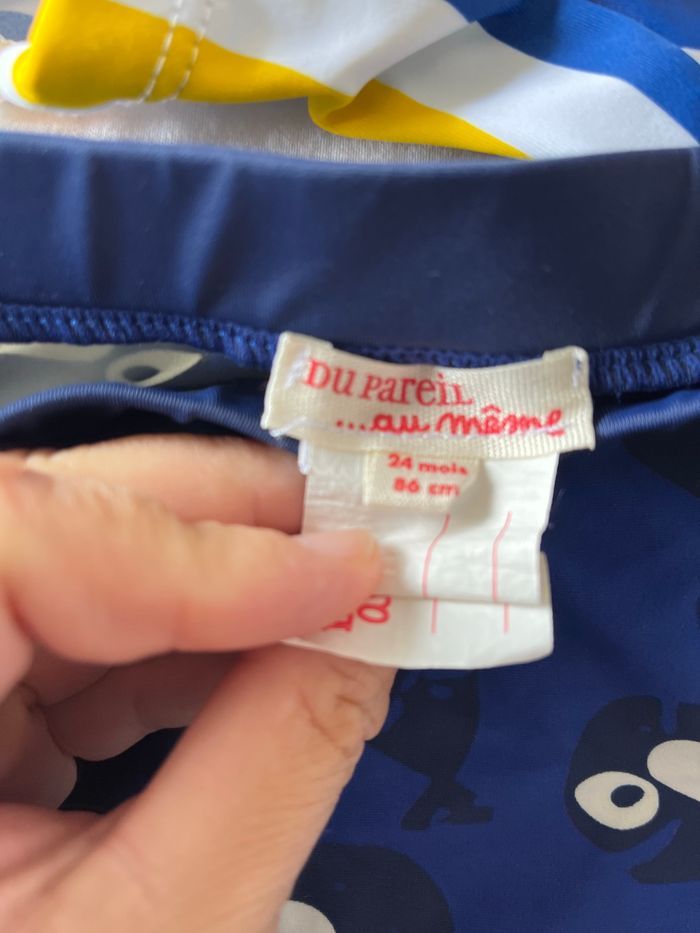 DU PAREIL
...au même
24 mois
86 cm